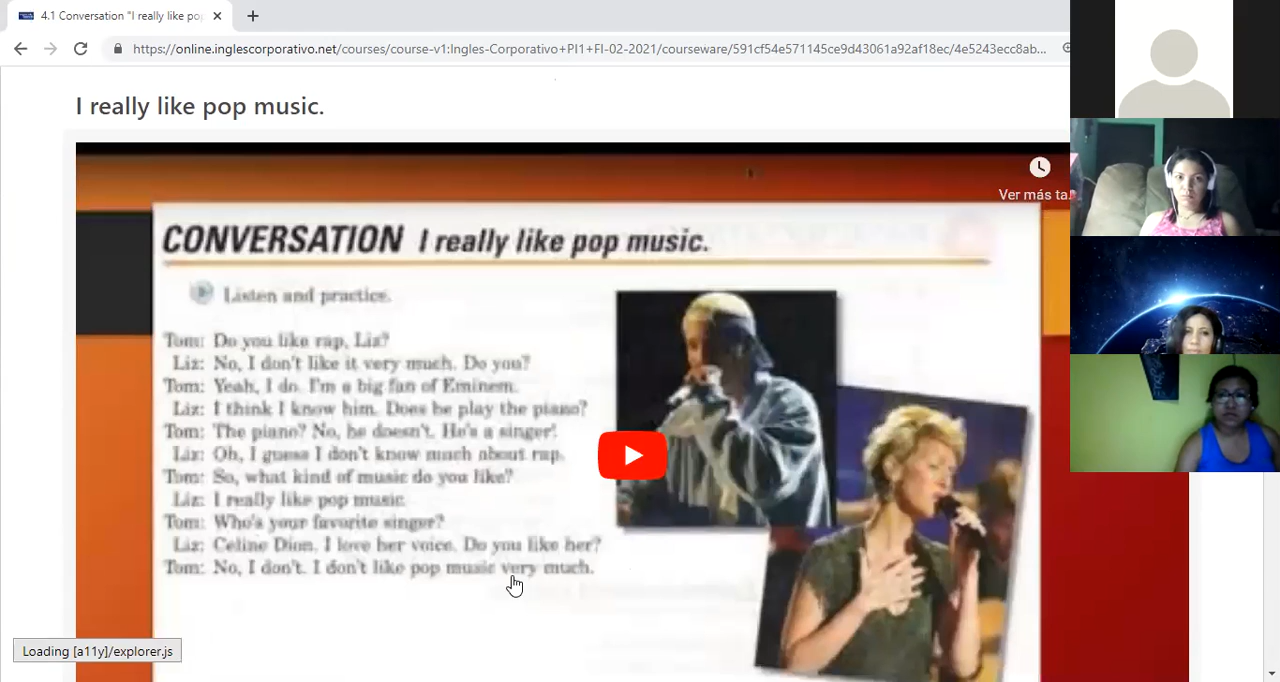 4.1 Conversation "I really like po
https://online.inglescorporativo.net/courses/course-v1:Ingles-Corporativo+PI1+FI-02-2021/courseware/591cf54e571145ce9d43061a92af18ec/4e5243ecc8ab...
I really like pop music.
Ver más ta..
CONVERSATION I really like pop music.
Listen and practice.
Tom: Do you like rap, Liz?
Liz: No, I don't like it very much. Do you?
Tom: Yeah, I do. I'm a big fan of Eminem.
Liz: I think I know him. Does he play the piano?
Tom: The piano? No, he doesn't. He's a singer!
Liz: Oh, I guess I don't know much about rap.
Tom: So, what kind of music do you like?
Liz: I really like pop music.
Tom: Who's your favorite singer?
Liz: Celine Dion. I love her voice. Do you like her?
Tom: No, I don't. I don't like pop music very much.
Loading [a11y]/explorer.js